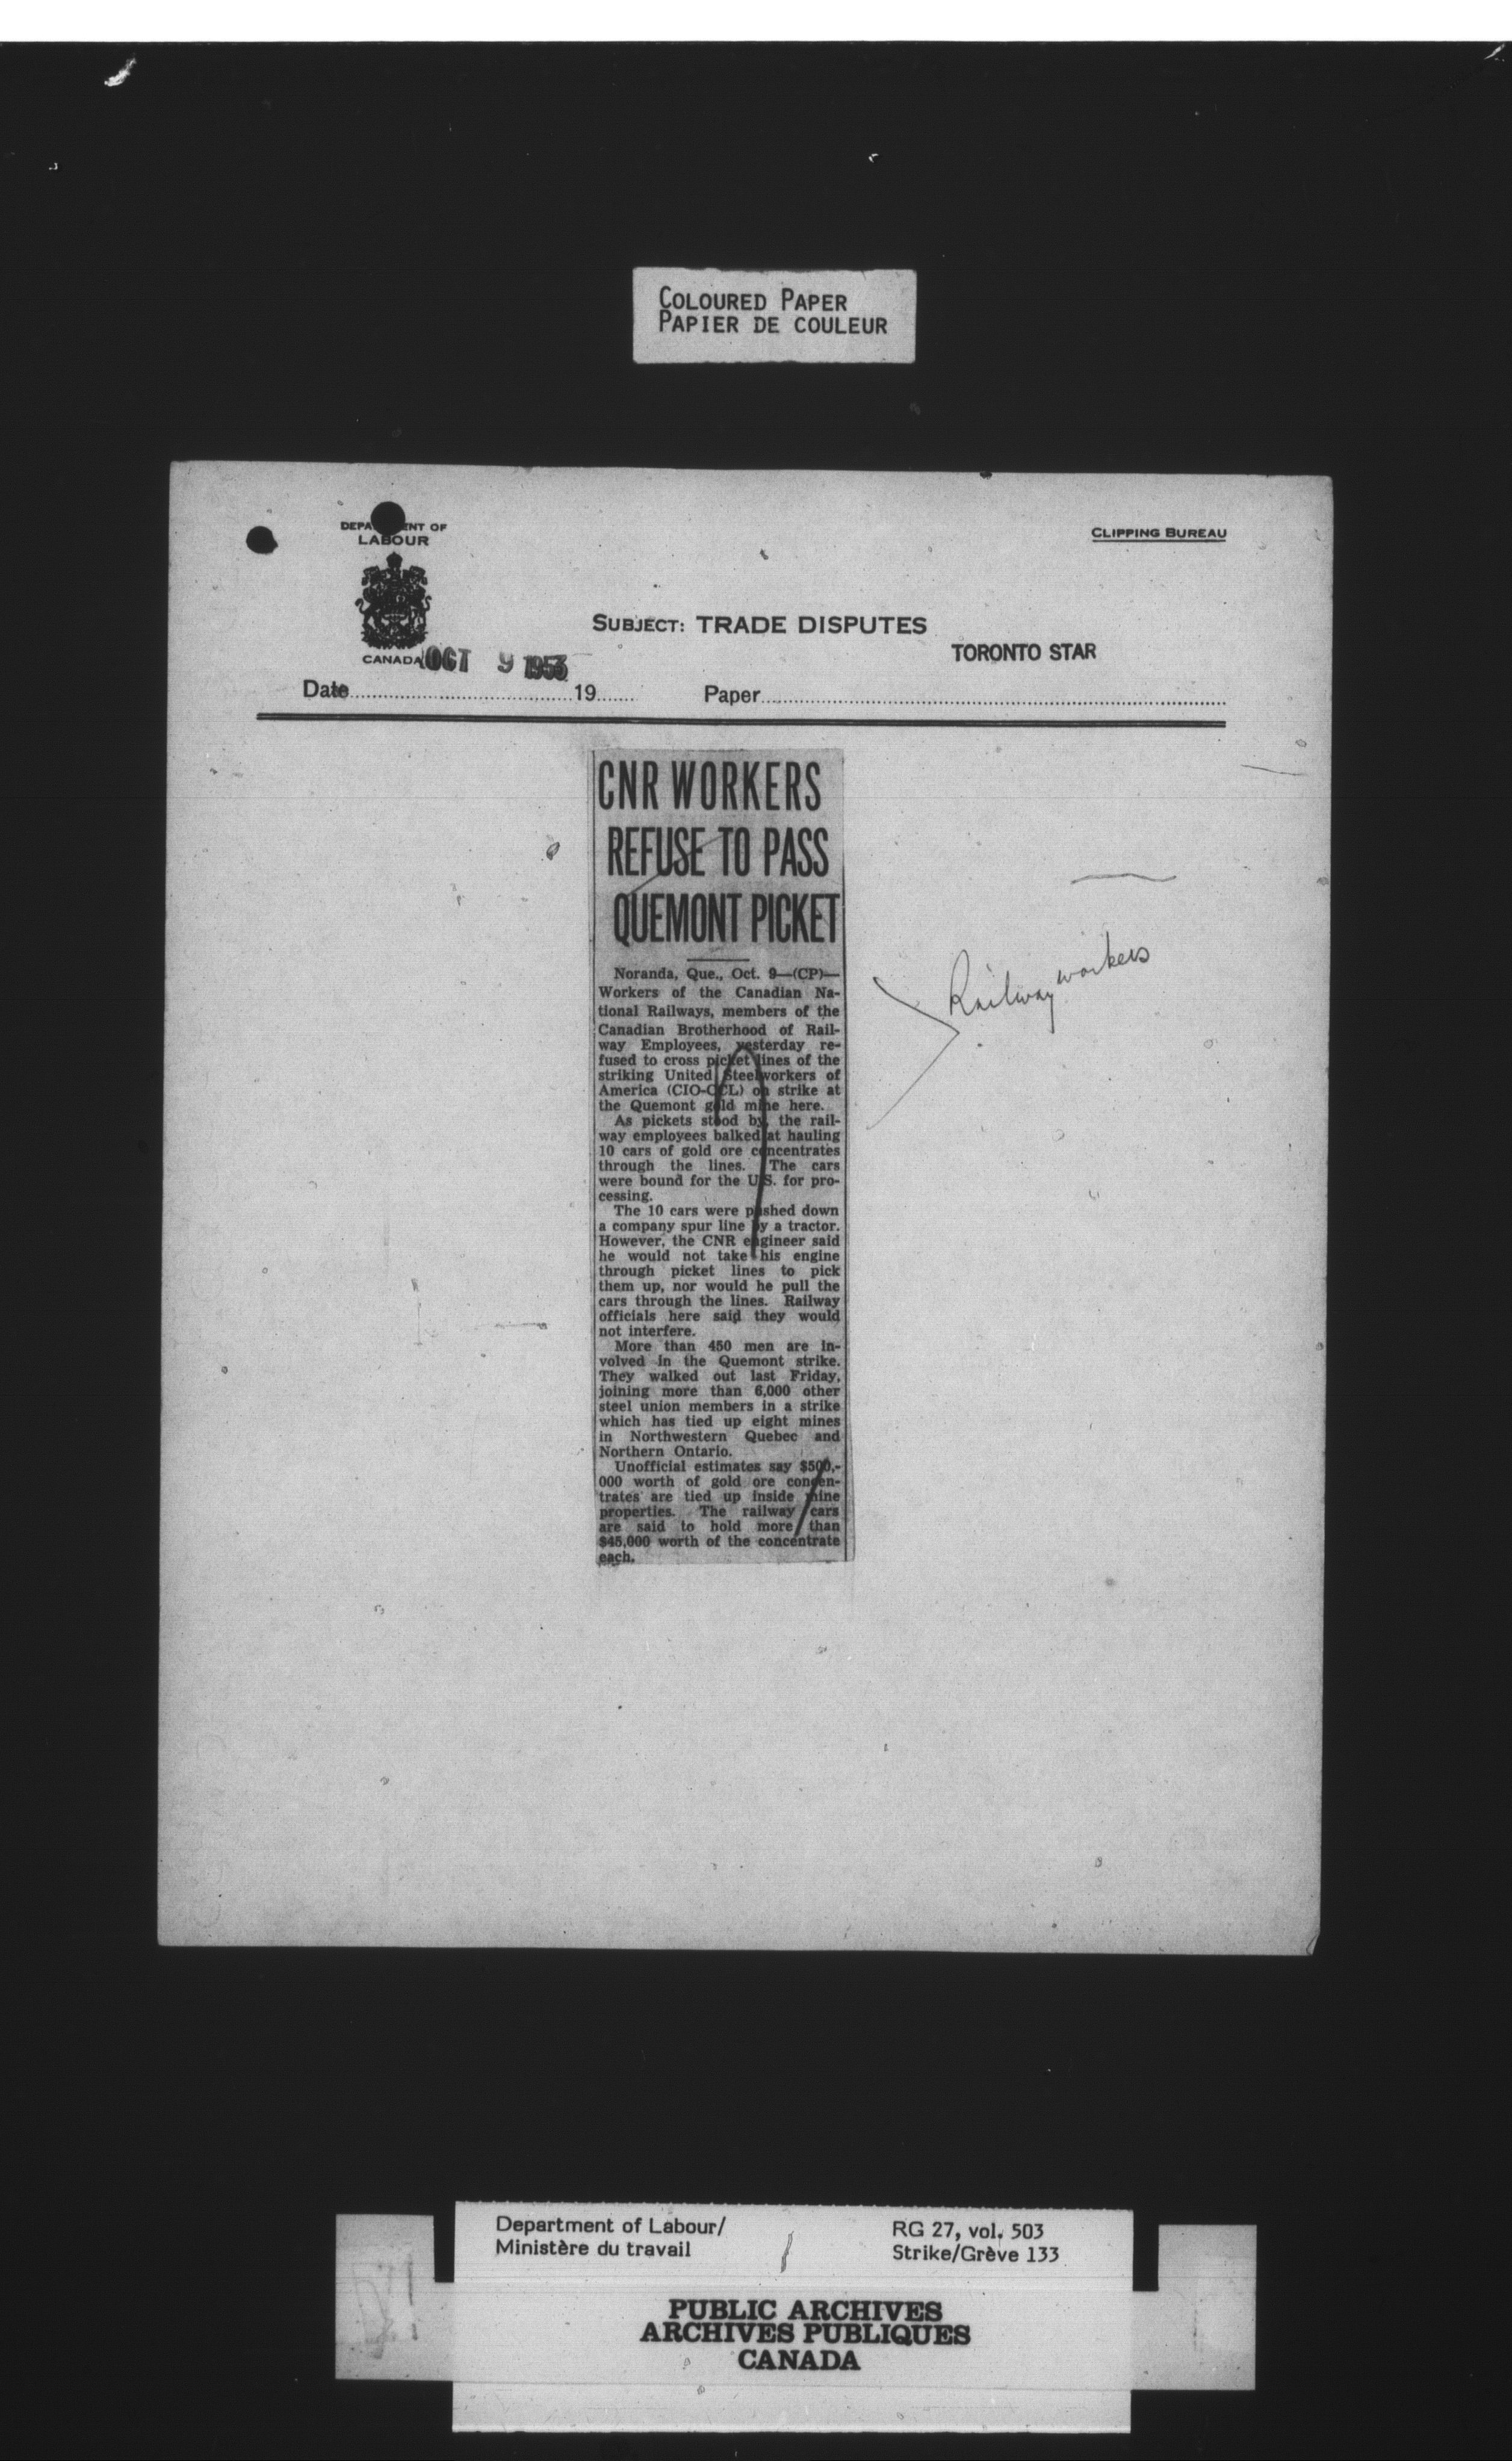 COLOURED PAPER
PAPIER DE COULEUR
DEPA ENT OF
LABOUR
CLIPPING BUREAU
SUBJECT: TRADE DISPUTES
TORONTO STAR
CANADA
OCT 9 1953
Date 19 Paper
CNR WORKERS
REFUSE TO PASS
QUEMONT PICKET
Noranda, Que., Oct. 9—(CP)—
Workers of the Canadian Na-
tional Railways, members of the
Canadian Brotherhood of Rail-
way Employees, yesterday re-
fused to cross picket lines of the
striking United Steelworkers of
America (CIO-CCL) on strike at
the Quemont gold mine here.
As pickets stood by, the rail-
way employees balked at hauling
10 cars of gold ore concentrates
through the lines. The cars
were bound for the U.S. for pro-
cessing.
The 10 cars were pushed down
a company spur line by a tractor.
However, the CNR engineer said
he would not take his engine
through picket lines to pick
them up, nor would he pull the
cars through the lines. Railway
officials here said they would
not interfere.
More than 450 men are in-
volved in the Quemont strike.
They walked out last Friday,
joining more than 6,000 other
steel union members in a strike
which has tied up eight mines
in Northwestern Quebec and
Northern Ontario.
Unofficial estimates say $500,-
000 worth of gold ore concen-
trates are tied up inside mine
properties. The railway cars
are said to hold more than
$45,000 worth of the concentrate
each.
Railway workers
Department of Labour/
Ministère du travail
RG 27, vol. 503
Strike/Grève 133
PUBLIC ARCHIVES
ARCHIVES PUBLIQUES
CANADA